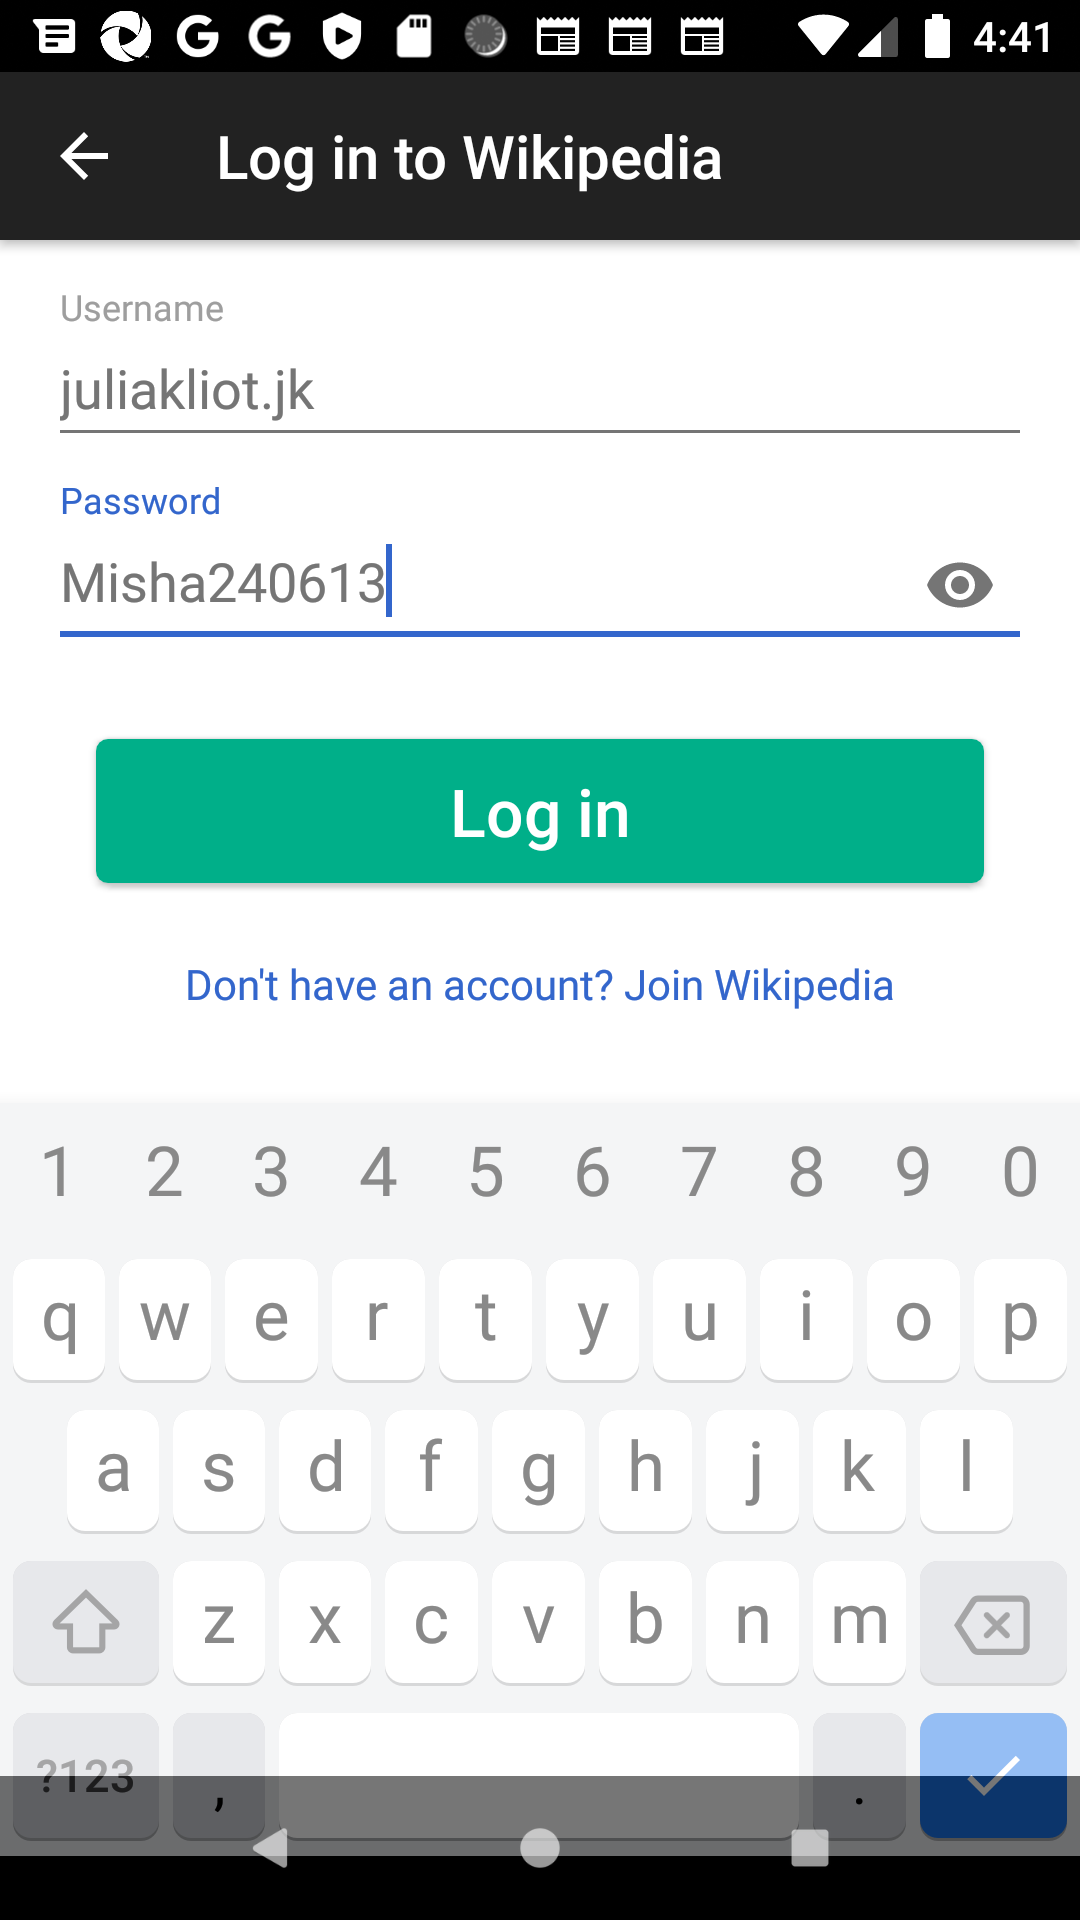 4:41
Log in to Wikipedia
Username
juliakliot.jk
Password
Misha240613
Log in
Don't have an account? Join Wikipedia
1 2 3 4 5 6 7 8 9 0
q w e r t y u i o p
a s d f g h j k l
z x c v b n m
?123 , .